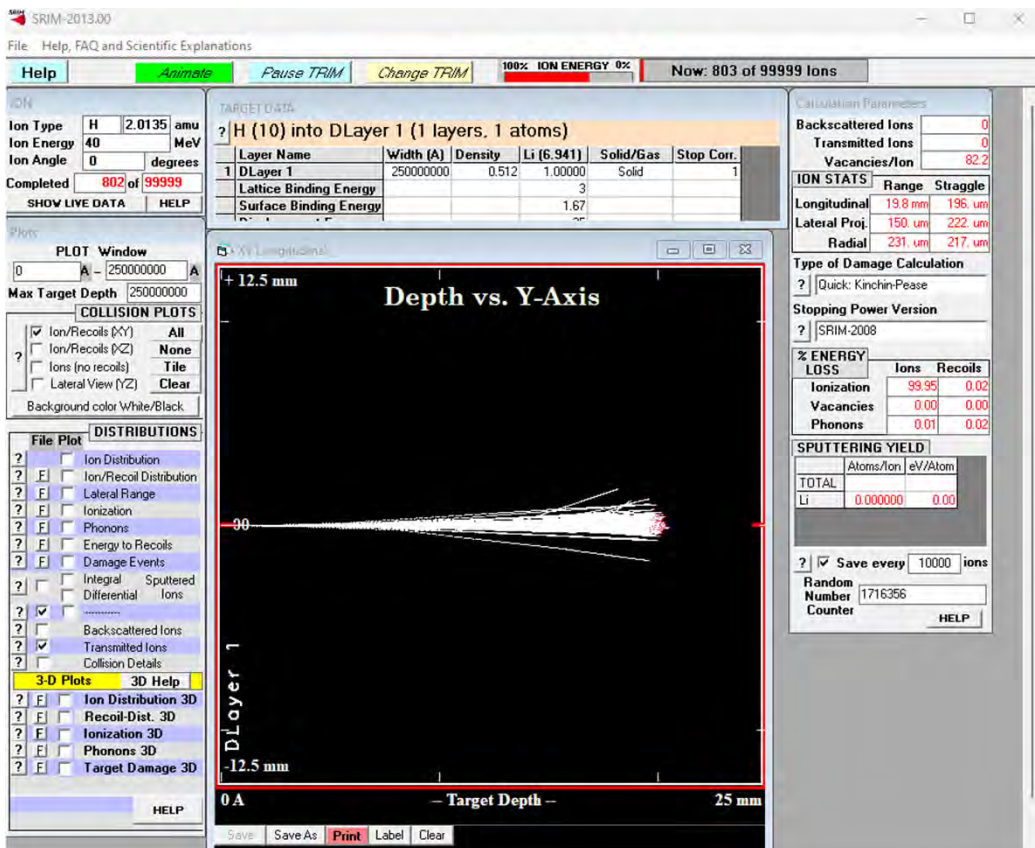 SRIM-2013.00
File Help, FAQ and Scientific Explanations
Help Animate Pause TRIM Change TRIM 100% ION ENERGY 0% Now: 803 of 99999 Ions
ION
Ion Type H 2.0135 amu
Ion Energy 40 MeV
Ion Angle 0 degrees
Completed 802 of 99999
SHOW LIVE DATA HELP
Plots
PLOT Window
0 A - 250000000 A
Max Target Depth 250000000
COLLISION PLOTS
Ion/Recoils (XY) All
? Ion/Recoils (XZ) None
Ions (no recoils) Tile
Lateral View (YZ) Clear
Background color White/Black
DISTRIBUTIONS
File Plot
? Ion Distribution
? F Ion/Recoil Distribution
? F Lateral Range
? F Ionization
? F Phonons
? F Energy to Recoils
? F Damage Events
? Integral Sputtered
Differential Ions
? -----------
? Backscattered Ions
? Transmitted Ions
? Collision Details
3-D Plots 3D Help
? F Ion Distribution 3D
? F Recoil-Dist. 3D
? F Ionization 3D
? F Phonons 3D
? F Target Damage 3D
HELP
TARGET DATA
? H (10) into DLayer 1 (1 layers, 1 atoms)
Layer Name Width (A) Density Li (6.941) Solid/Gas Stop Corr.
1 DLayer 1 250000000 0.512 1.00000 Solid 1
Lattice Binding Energy 3
Surface Binding Energy 1.67
XY Longitudinal
+ 12.5 mm
Depth vs. Y-Axis
DLayer 1
-12.5 mm
0 A -- Target Depth -- 25 mm
Save Save As Print Label Clear
Calculation Parameters
Backscattered Ions 0
Transmitted Ions 0
Vacancies/Ion 82.2
ION STATS Range Straggle
Longitudinal 19.8 mm 196. um
Lateral Proj. 150. um 222. um
Radial 231. um 217. um
Type of Damage Calculation
? Quick: Kinchin-Pease
Stopping Power Version
? SRIM-2008
% ENERGY
LOSS Ions Recoils
Ionization 99.95 0.02
Vacancies 0.00 0.00
Phonons 0.01 0.02
SPUTTERING YIELD
Atoms/Ion eV/Atom
TOTAL
Li 0.000000 0.00
? Save every 10000 ions
Random
Number 1716356
Counter
HELP